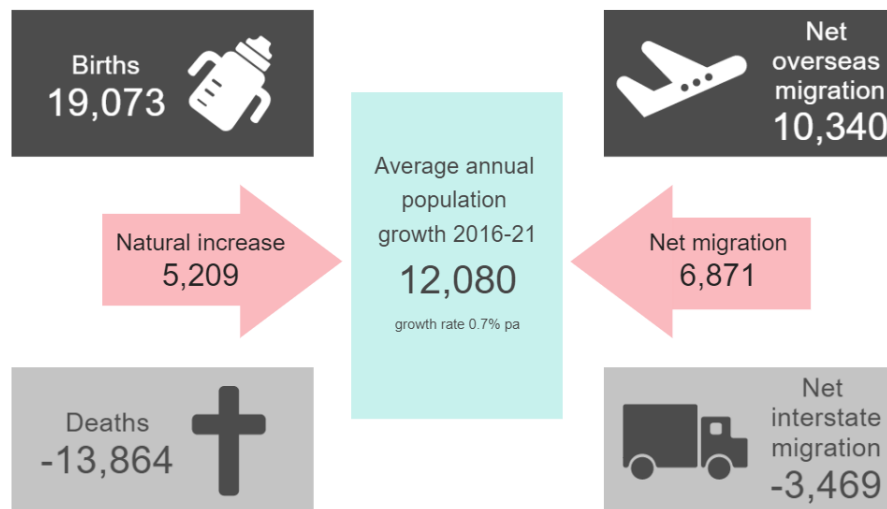 Births
19,073
Net
overseas
migration
10,340
Average annual
population
growth 2016-21
12,080
growth rate 0.7% pa
Natural increase
5,209
Net migration
6,871
Deaths
-13,864
Net
interstate
migration
-3,469